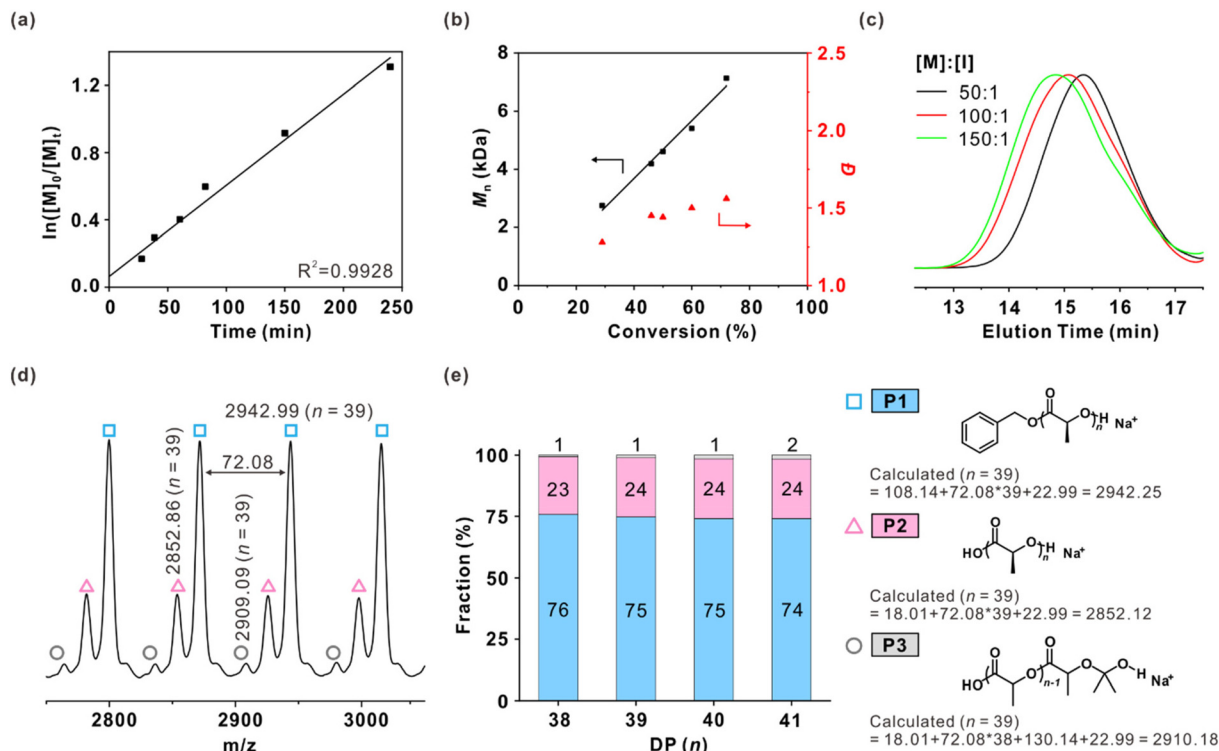 (a)
ln([M]₀/[M]ₜ)
1.2
0.8
0.4
0.0
0 50 100 150 200 250
Time (min)
R²=0.9928
(b)
Mₙ (kDa)
8
6
4
2
0
0 20 40 60 80 100
Conversion (%)
2.5
2.0
1.5
1.0
Đ
(c)
[M]:[I]
50:1
100:1
150:1
13 14 15 16 17
Elution Time (min)
(d)
2942.99 (n = 39)
72.08
2852.86 (n = 39)
2909.09 (n = 39)
2800 2900 3000
m/z
(e)
Fraction (%)
100
75
50
25
0
1 1 1 2
23 24 24 24
76 75 75 74
38 39 40 41
DP (n)
P1
O
O O H Na⁺
n
Calculated (n = 39)
= 108.14+72.08*39+22.99 = 2942.25
P2
O
HO O H Na⁺
n
Calculated (n = 39)
= 18.01+72.08*39+22.99 = 2852.12
P3
O O
HO O O O H Na⁺
n-1
Calculated (n = 39)
= 18.01+72.08*38+130.14+22.99 = 2910.18